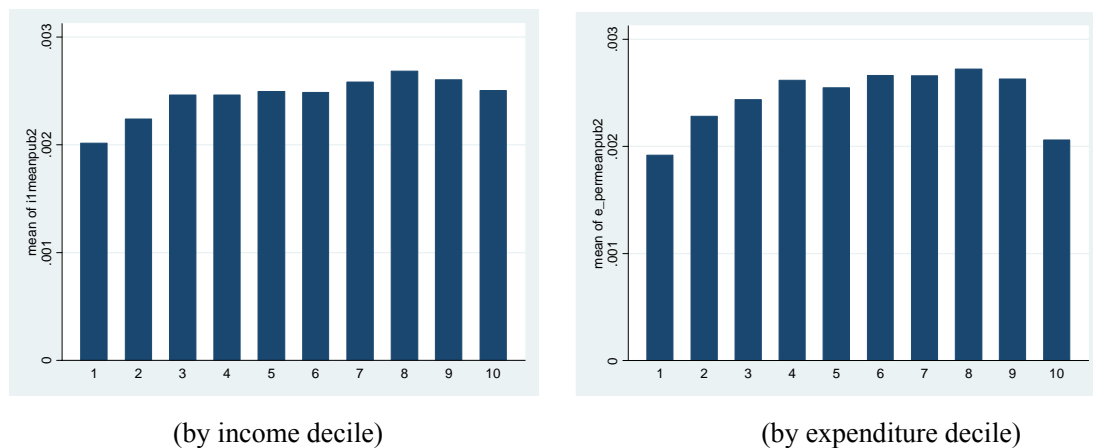 mean of i1meanpub2
.003
.002
.001
0
1 2 3 4 5 6 7 8 9 10
(by income decile)
mean of e_permeanpub2
.003
.002
.001
0
1 2 3 4 5 6 7 8 9 10
(by expenditure decile)